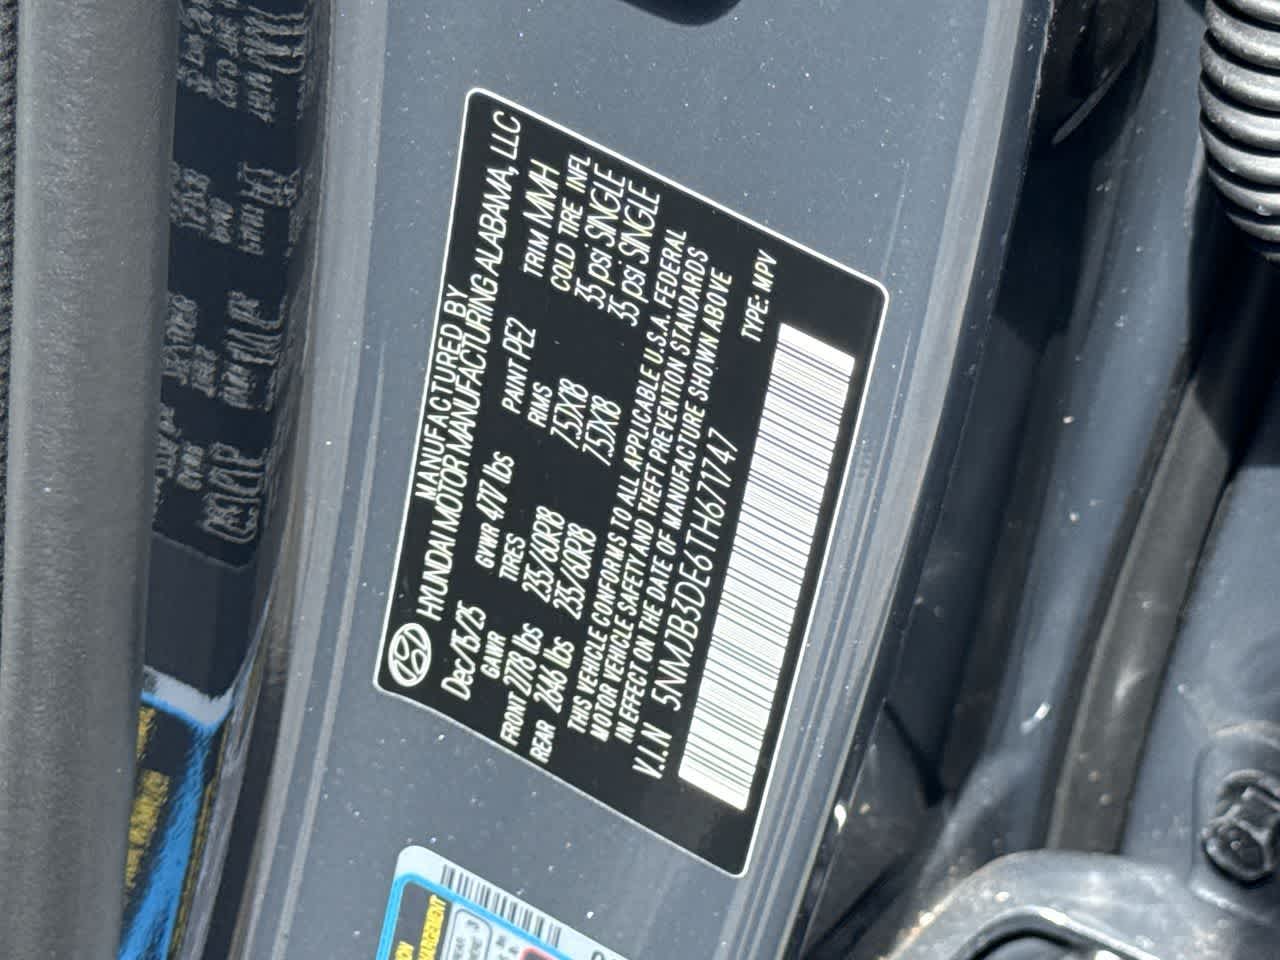 MANUFACTURED BY
HYUNDAI MOTOR MANUFACTURING ALABAMA, LLC
Dec/15/25 GVWR 4717 lbs PAINT PE2 TRIM MMH
GAWR TIRES RIMS COLD TIRE INFL
FRONT 2778 lbs 235/60R18 7.5JX18 35 psi SINGLE
REAR 2646 lbs 235/60R18 7.5JX18 35 psi SINGLE
THIS VEHICLE CONFORMS TO ALL APPLICABLE U.S.A. FEDERAL
MOTOR VEHICLE SAFETY AND THEFT PREVENTION STANDARDS
IN EFFECT ON THE DATE OF MANUFACTURE SHOWN ABOVE
V.I.N 5NMJB3DE6TH671747 TYPE: MPV